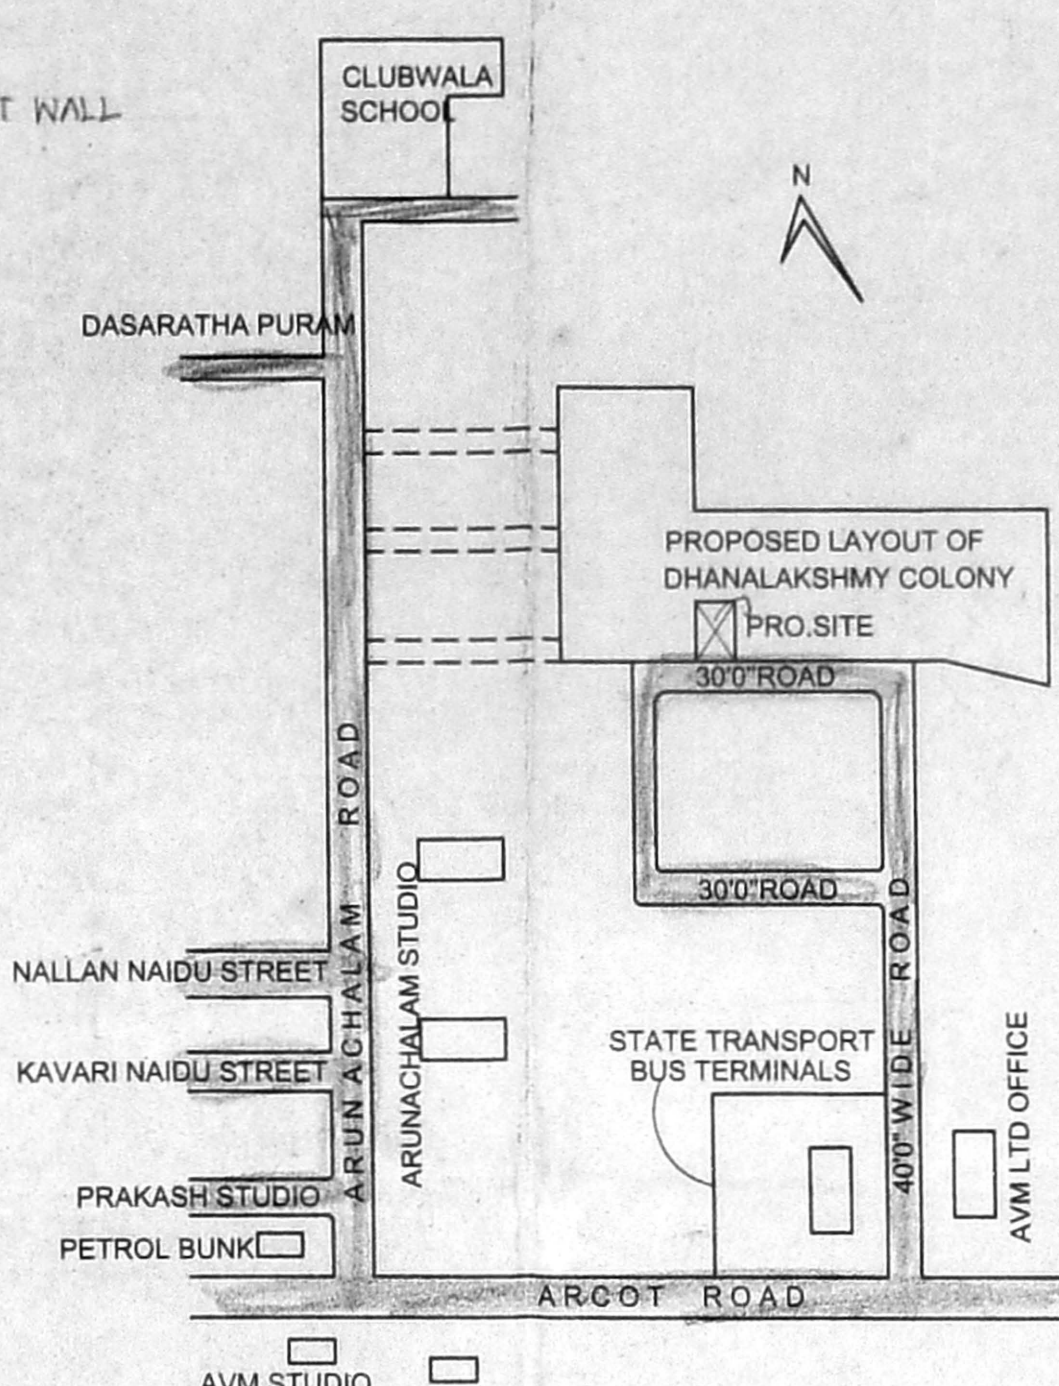 CLUBWALA
SCHOOL
T WALL
N
DASARATHA PURAM
PROPOSED LAYOUT OF
DHANALAKSHMY COLONY
PRO.SITE
30'0"ROAD
ARUNACHALAM ROAD
30'0"ROAD
ARUNACHALAM STUDIO
NALLAN NAIDU STREET
40'0"WIDE ROAD
STATE TRANSPORT
BUS TERMINALS
KAVARI NAIDU STREET
AVM LTD OFFICE
PRAKASH STUDIO
PETROL BUNK
ARCOT ROAD
AVM STUDIO